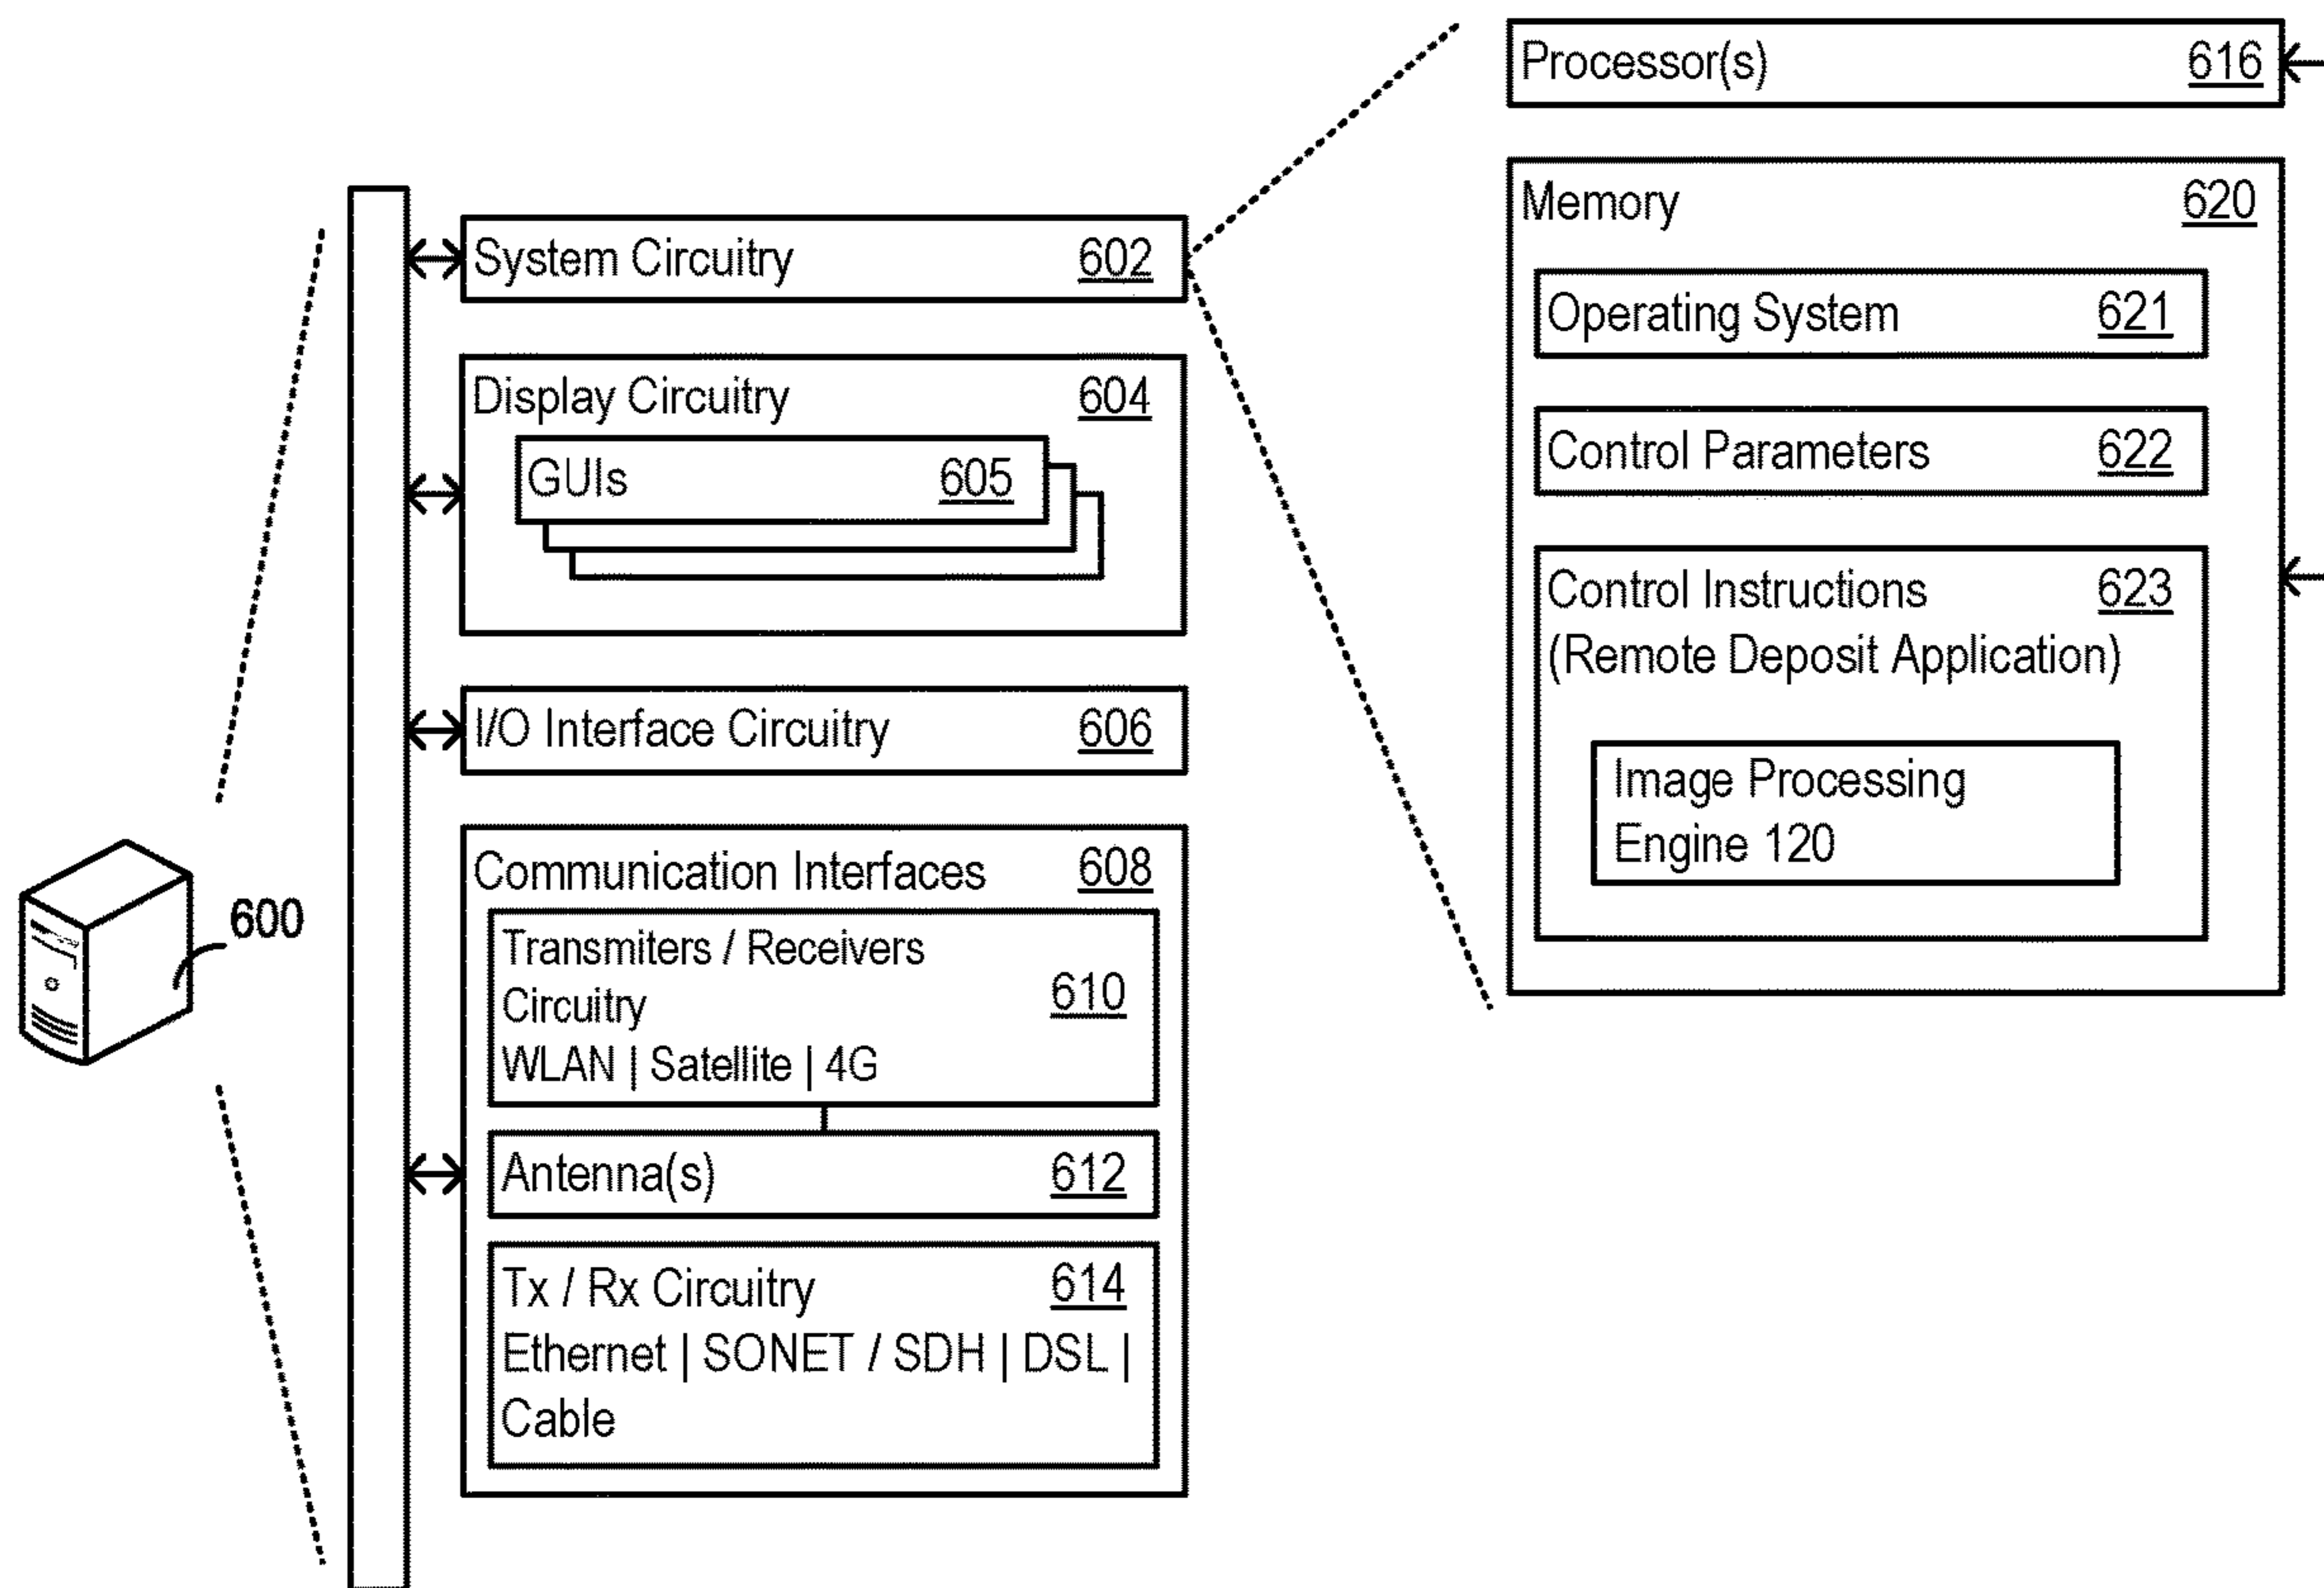 600
System Circuitry 602
Display Circuitry 604
GUIs 605
I/O Interface Circuitry 606
Communication Interfaces 608
Transmiters / Receivers
Circuitry 610
WLAN | Satellite | 4G
Antenna(s) 612
Tx / Rx Circuitry 614
Ethernet | SONET / SDH | DSL |
Cable
Processor(s) 616
Memory 620
Operating System 621
Control Parameters 622
Control Instructions 623
(Remote Deposit Application)
Image Processing
Engine 120